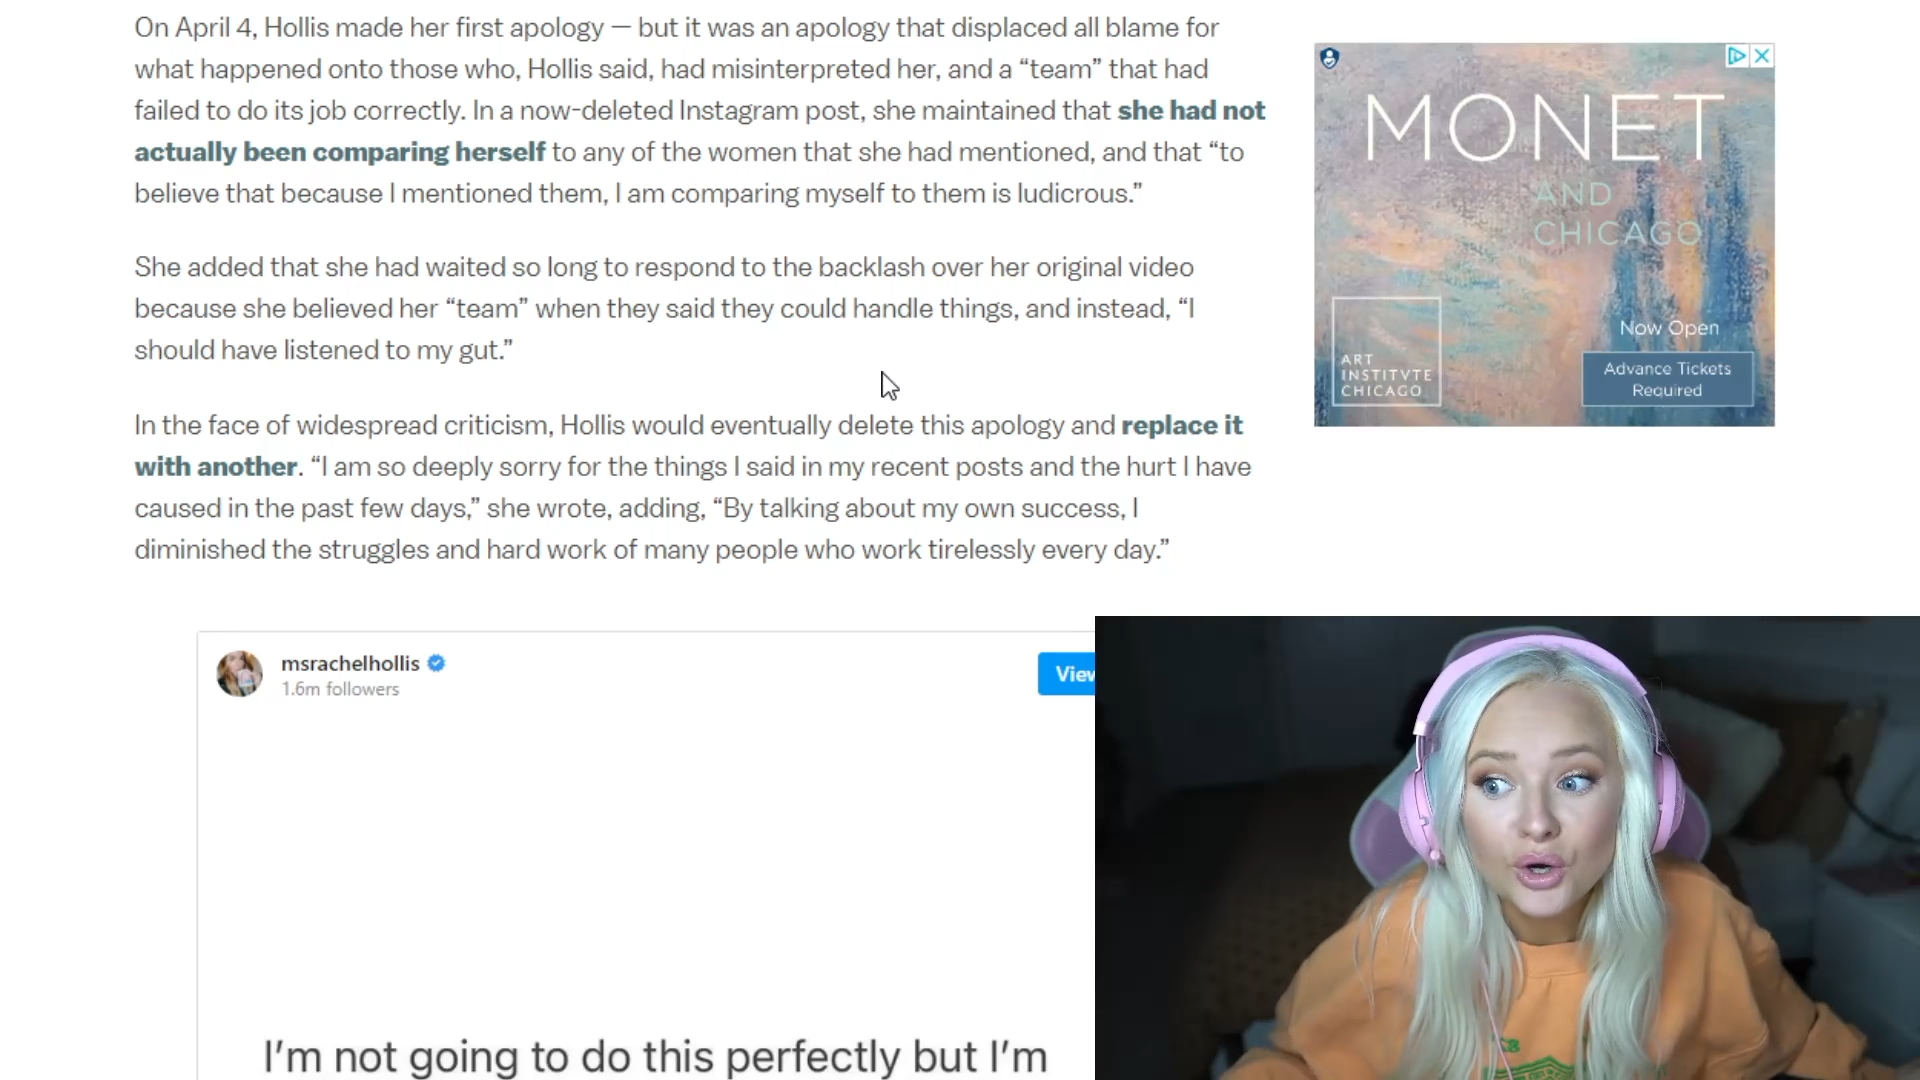 On April 4, Hollis made her first apology — but it was an apology that displaced all blame for
what happened onto those who, Hollis said, had misinterpreted her, and a “team” that had
failed to do its job correctly. In a now-deleted Instagram post, she maintained that she had not
actually been comparing herself to any of the women that she had mentioned, and that “to
believe that because I mentioned them, I am comparing myself to them is ludicrous.”
She added that she had waited so long to respond to the backlash over her original video
because she believed her “team” when they said they could handle things, and instead, “I
should have listened to my gut.”
In the face of widespread criticism, Hollis would eventually delete this apology and replace it
with another. “I am so deeply sorry for the things I said in my recent posts and the hurt I have
caused in the past few days,” she wrote, adding, “By talking about my own success, I
diminished the struggles and hard work of many people who work tirelessly every day.”
MONET
AND
CHICAGO
Now Open
Advance Tickets
Required
ART
INSTITVTE
CHICAGO
msrachelhollis
1.6m followers
View
I’m not going to do this perfectly but I’m